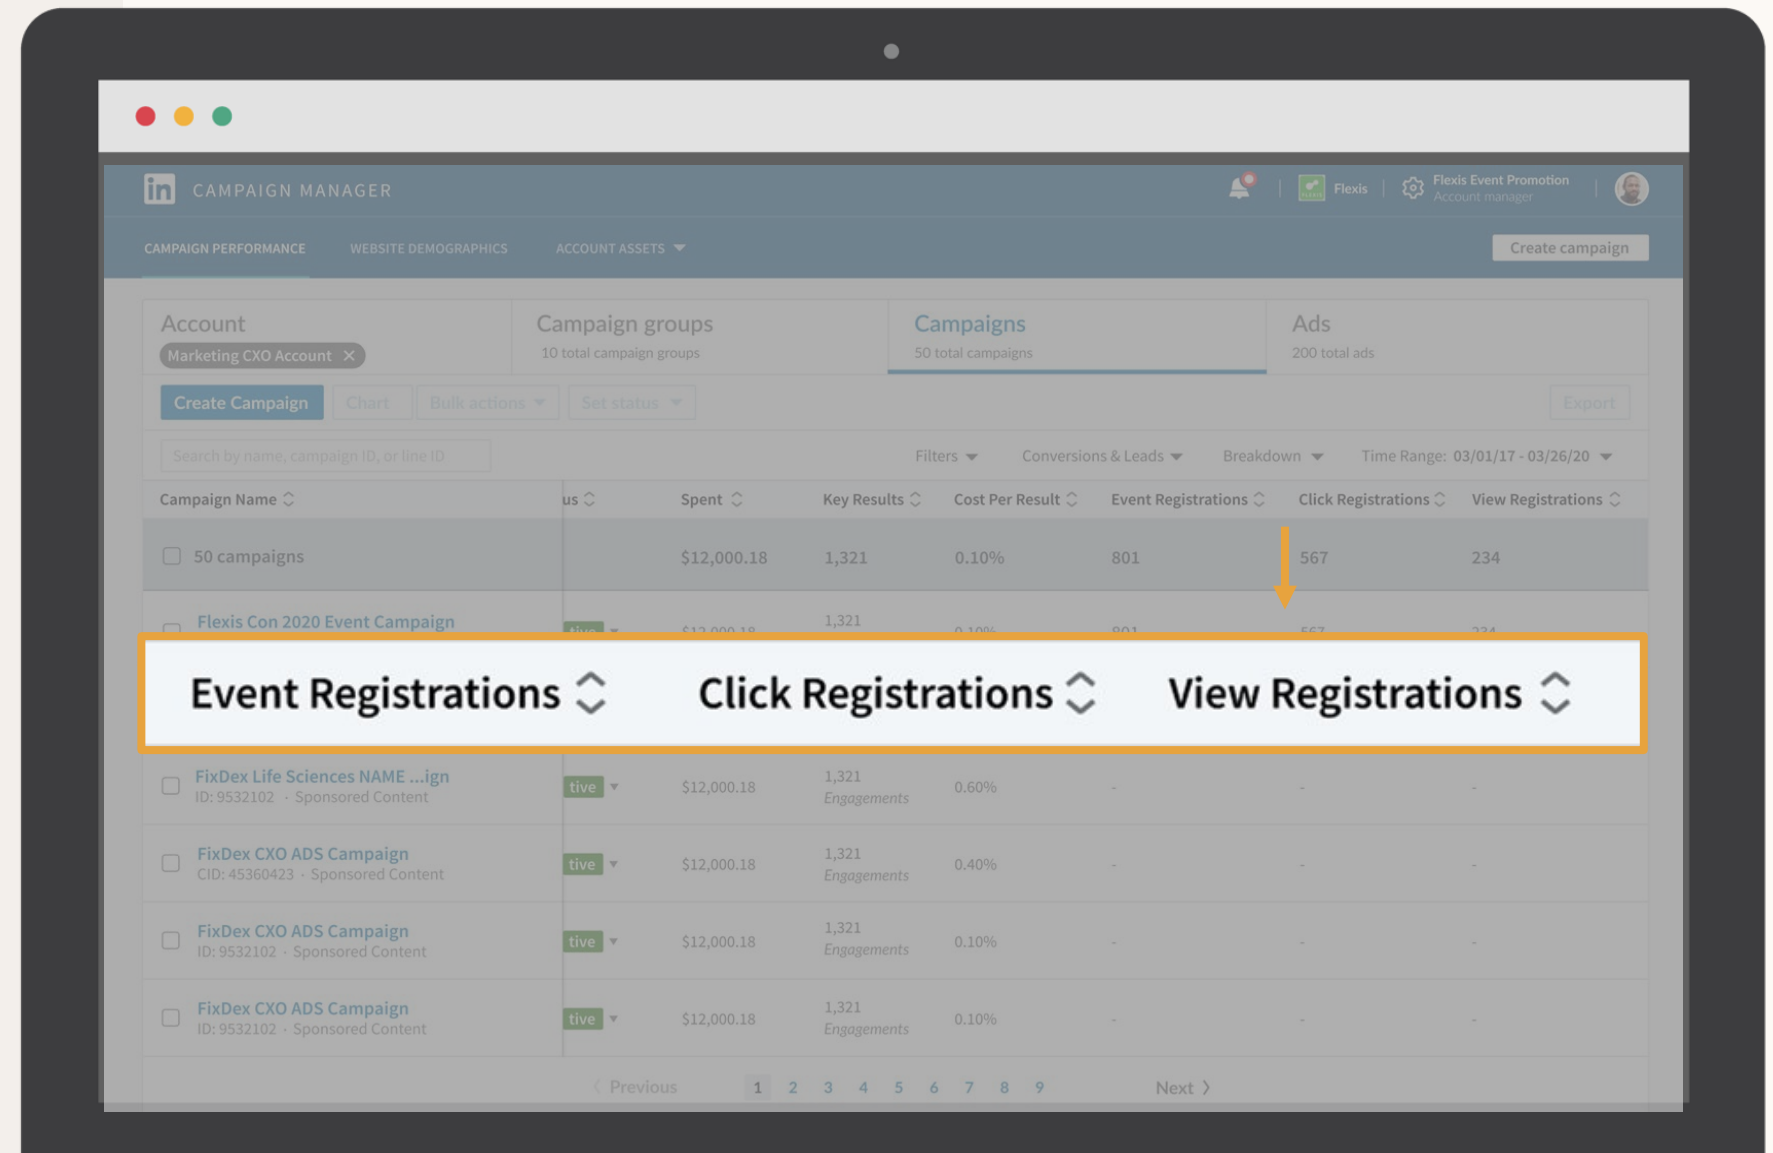 in CAMPAIGN MANAGER
Flexis
Flexis Event Promotion
Account manager
CAMPAIGN PERFORMANCE
WEBSITE DEMOGRAPHICS
ACCOUNT ASSETS
Create campaign
Account
Marketing CXO Account ×
Campaign groups
10 total campaign groups
Campaigns
50 total campaigns
Ads
200 total ads
Create Campaign
Chart
Bulk actions
Set status
Export
Search by name, campaign ID, or line ID
Filters
Conversions & Leads
Breakdown
Time Range: 03/01/17 - 03/26/20
Campaign Name us Spent Key Results Cost Per Result Event Registrations Click Registrations View Registrations
50 campaigns $12,000.18 1,321 0.10% 801 567 234
Flexis Con 2020 Event Campaign tive $12,000.18 1,321 0.10% 801 567 234
Event Registrations Click Registrations View Registrations
FixDex Life Sciences NAME ...ign tive $12,000.18 1,321 0.60% - - -
ID: 9532102 · Sponsored Content Engagements
FixDex CXO ADS Campaign tive $12,000.18 1,321 0.40% - - -
CID: 45360423 · Sponsored Content Engagements
FixDex CXO ADS Campaign tive $12,000.18 1,321 0.10% - - -
ID: 9532102 · Sponsored Content Engagements
FixDex CXO ADS Campaign tive $12,000.18 1,321 0.10% - - -
ID: 9532102 · Sponsored Content Engagements
Previous 1 2 3 4 5 6 7 8 9 Next